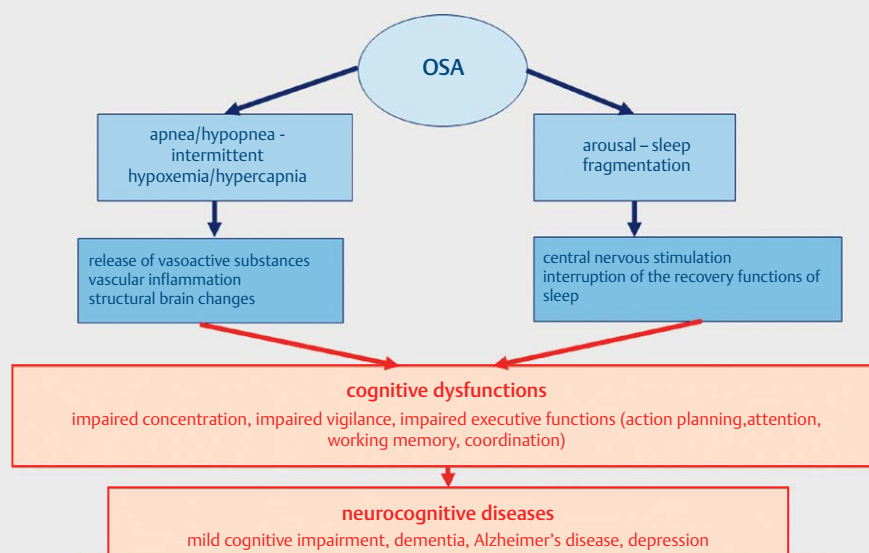 OSA
apnea/hypopnea -
intermittent
hypoxemia/hypercapnia
arousal – sleep
fragmentation
release of vasoactive substances
vascular inflammation
structural brain changes
central nervous stimulation
interruption of the recovery functions of
sleep
cognitive dysfunctions
impaired concentration, impaired vigilance, impaired executive functions (action planning,attention,
working memory, coordination)
neurocognitive diseases
mild cognitive impairment, dementia, Alzheimer’s disease, depression